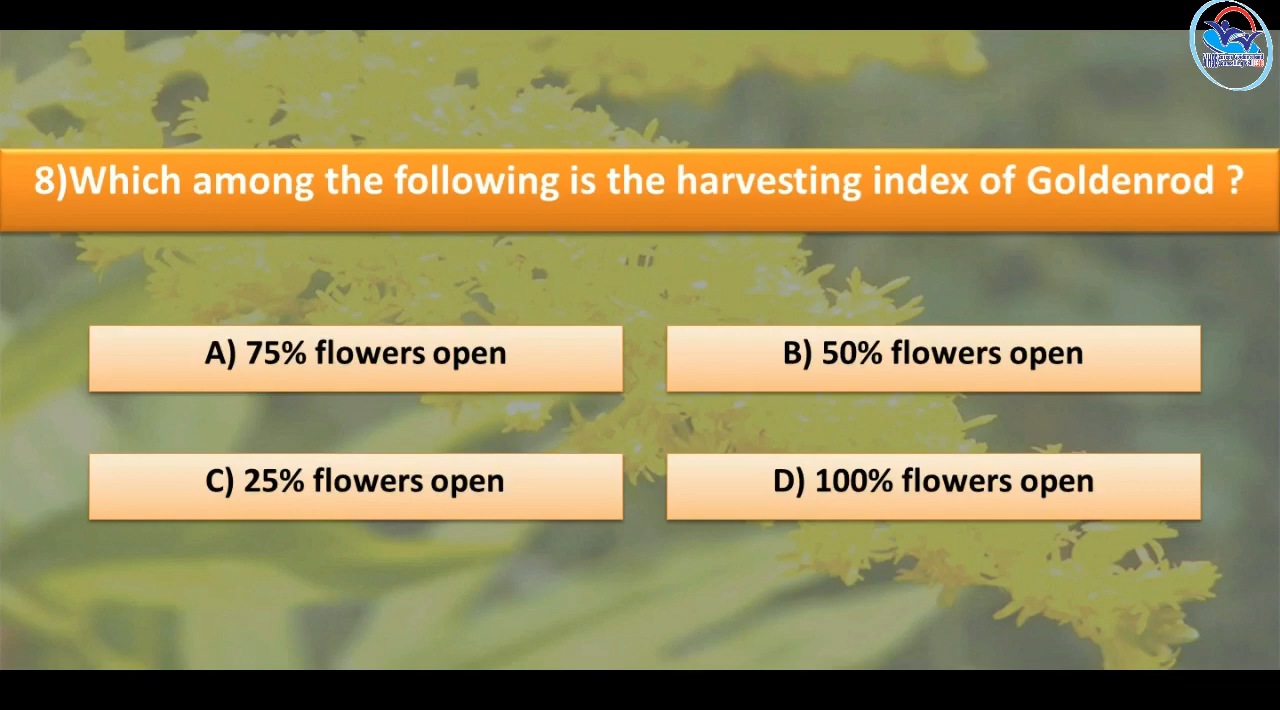 8)Which among the following is the harvesting index of Goldenrod ?
A) 75% flowers open
B) 50% flowers open
C) 25% flowers open
D) 100% flowers open